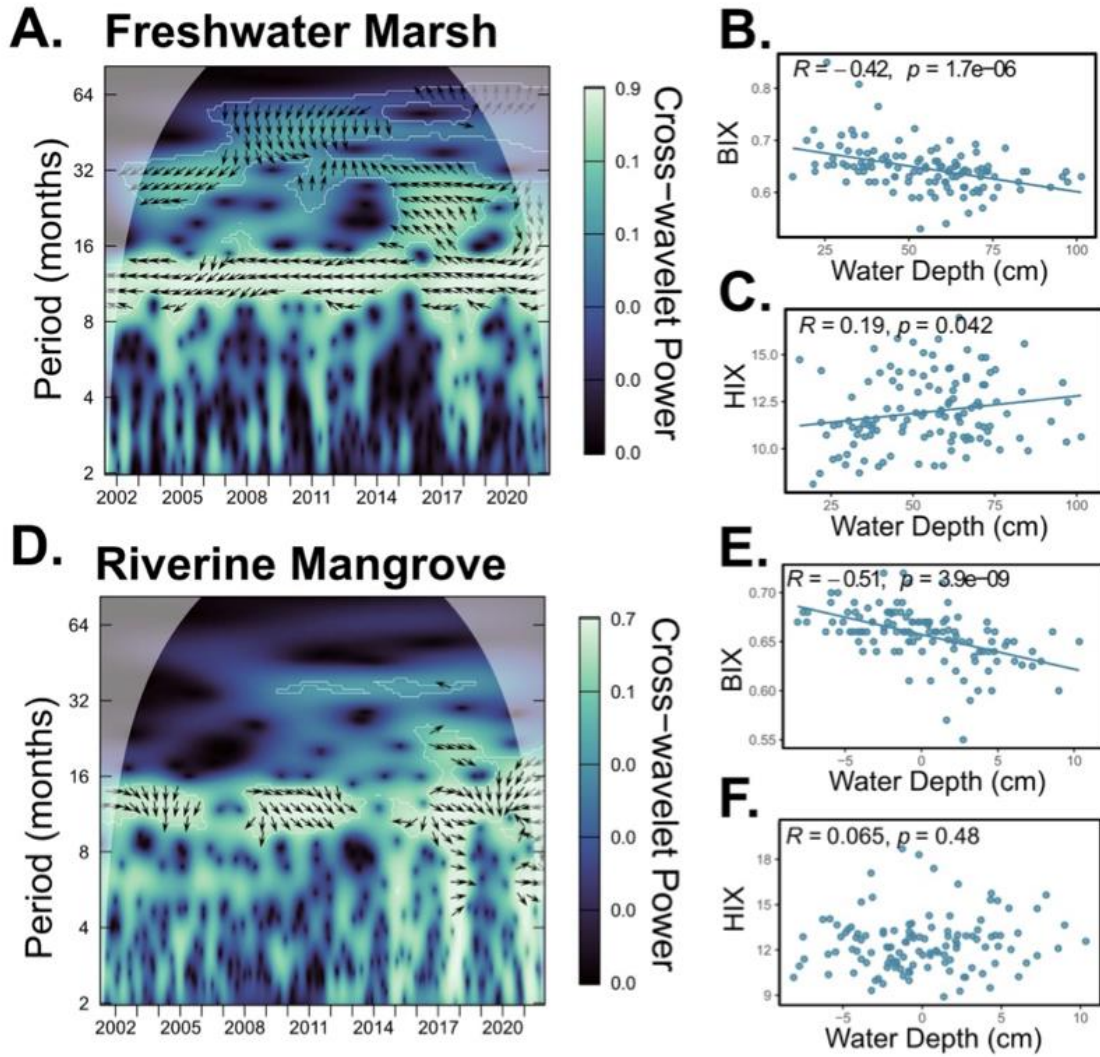 A. Freshwater Marsh
Period (months)
64
32
16
8
4
2
2002 2005 2008 2011 2014 2017 2020
0.9
0.1
0.1
0.0
0.0
0.0
Cross-wavelet Power
B.
R = −0.42, p = 1.7e−06
BIX
0.8
0.7
0.6
25 50 75 100
Water Depth (cm)
C.
R = 0.19, p = 0.042
HIX
15.0
12.5
10.0
25 50 75 100
Water Depth (cm)
D. Riverine Mangrove
Period (months)
64
32
16
8
4
2
2002 2005 2008 2011 2014 2017 2020
0.7
0.1
0.0
0.0
0.0
0.0
Cross-wavelet Power
E.
R = −0.51, p = 3.9e−09
BIX
0.70
0.65
0.60
0.55
−5 0 5 10
Water Depth (cm)
F.
R = 0.065, p = 0.48
HIX
18
15
12
9
−5 0 5 10
Water Depth (cm)